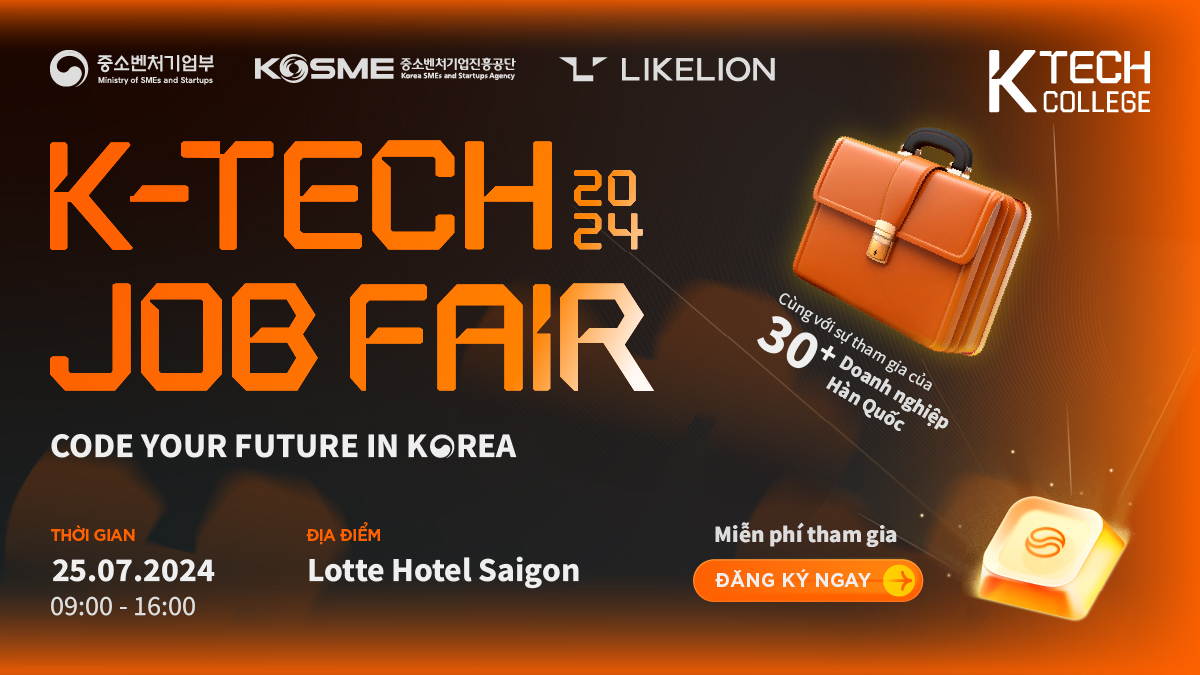 중소벤처기업부
Ministry of SMEs and Startups
KOSME 중소벤처기업진흥공단
Korea SMEs and Startups Agency
LIKELION
K TECH
COLLEGE
K-TECH 20
24
JOB FAIR
CODE YOUR FUTURE IN KOREA
Cùng với sự tham gia của
30+ Doanh nghiệp
Hàn Quốc
THỜI GIAN
25.07.2024
09:00 - 16:00
ĐỊA ĐIỂM
Lotte Hotel Saigon
Miễn phí tham gia
ĐĂNG KÝ NGAY